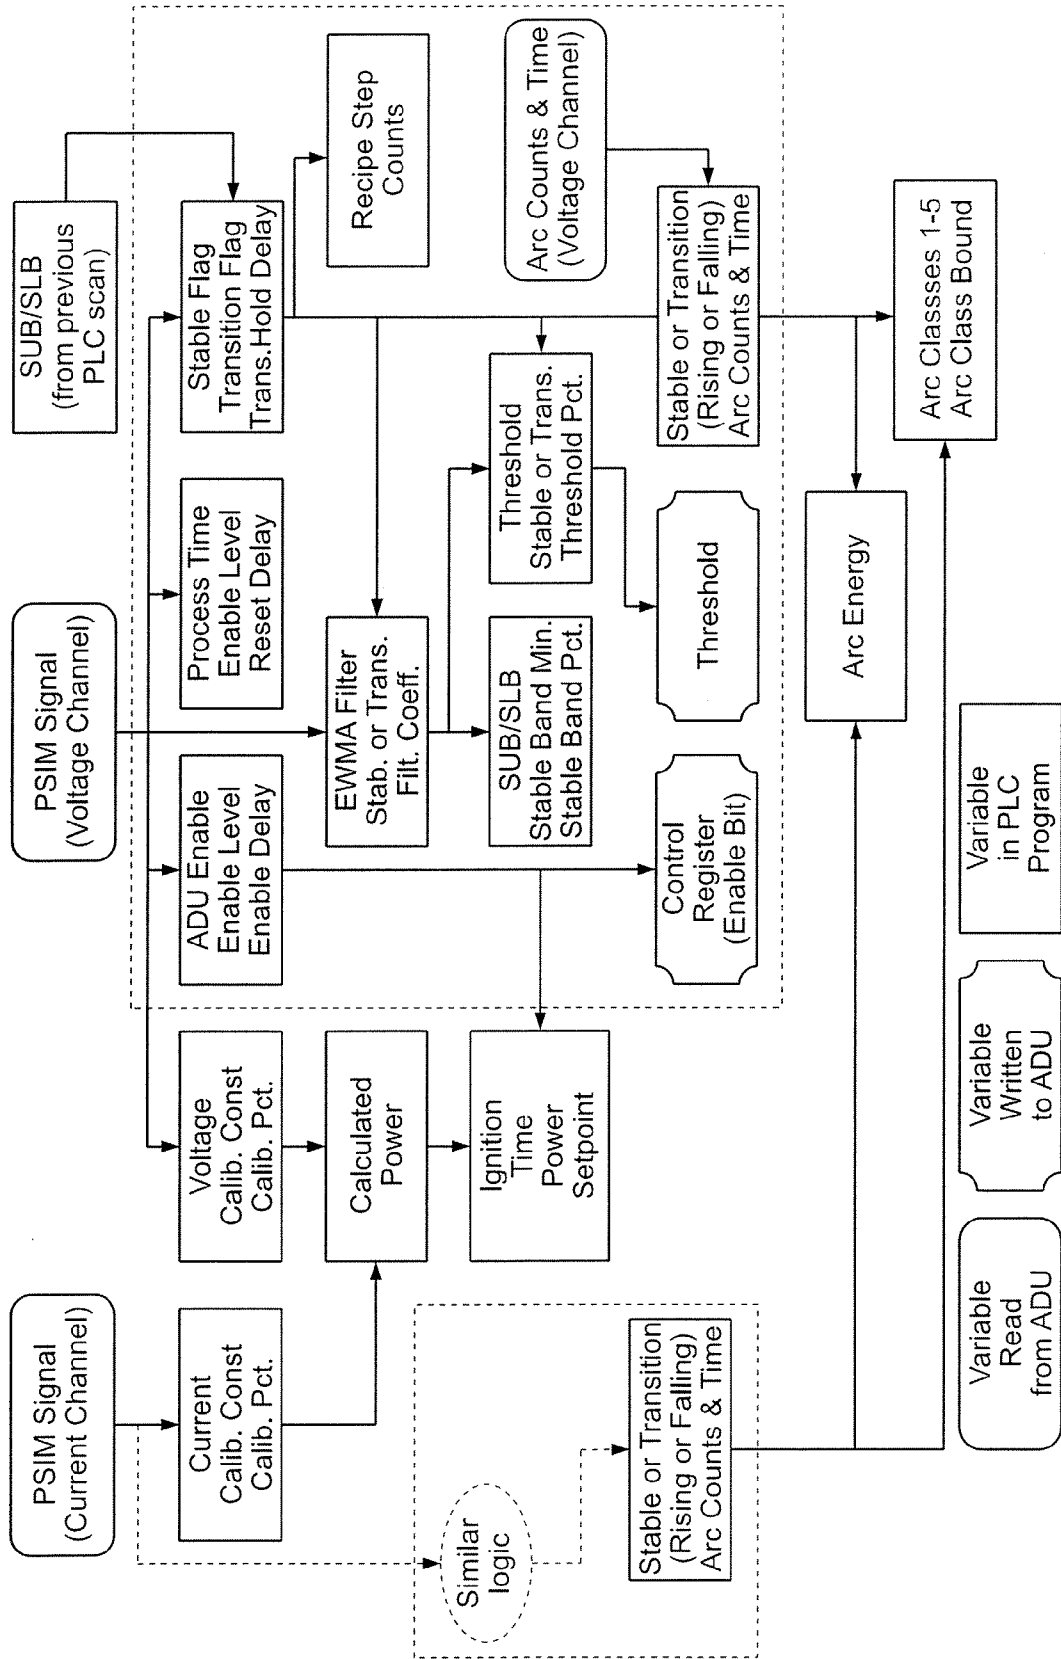 PSIM Signal
(Current Channel)
PSIM Signal
(Voltage Channel)
SUB/SLB
(from previous
PLC scan)
Current
Calib. Const
Calib. Pct.
Voltage
Calib. Const
Calib. Pct.
ADU Enable
Enable Level
Enable Delay
Process Time
Enable Level
Reset Delay
Stable Flag
Transition Flag
Trans.Hold Delay
Calculated
Power
EWMA Filter
Stab. or Trans.
Filt. Coeff.
Recipe Step
Counts
Similar
logic
Ignition
Time
Power
Setpoint
SUB/SLB
Stable Band Min.
Stable Band Pct.
Threshold
Stable or Trans.
Threshold Pct.
Arc Counts & Time
(Voltage Channel)
Stable or Transition
(Rising or Falling)
Arc Counts & Time
Control
Register
(Enable Bit)
Threshold
Stable or Transition
(Rising or Falling)
Arc Counts & Time
Arc Energy
Arc Classes 1-5
Arc Class Bound
Variable
Read
from ADU
Variable
Written
to ADU
Variable
in PLC
Program